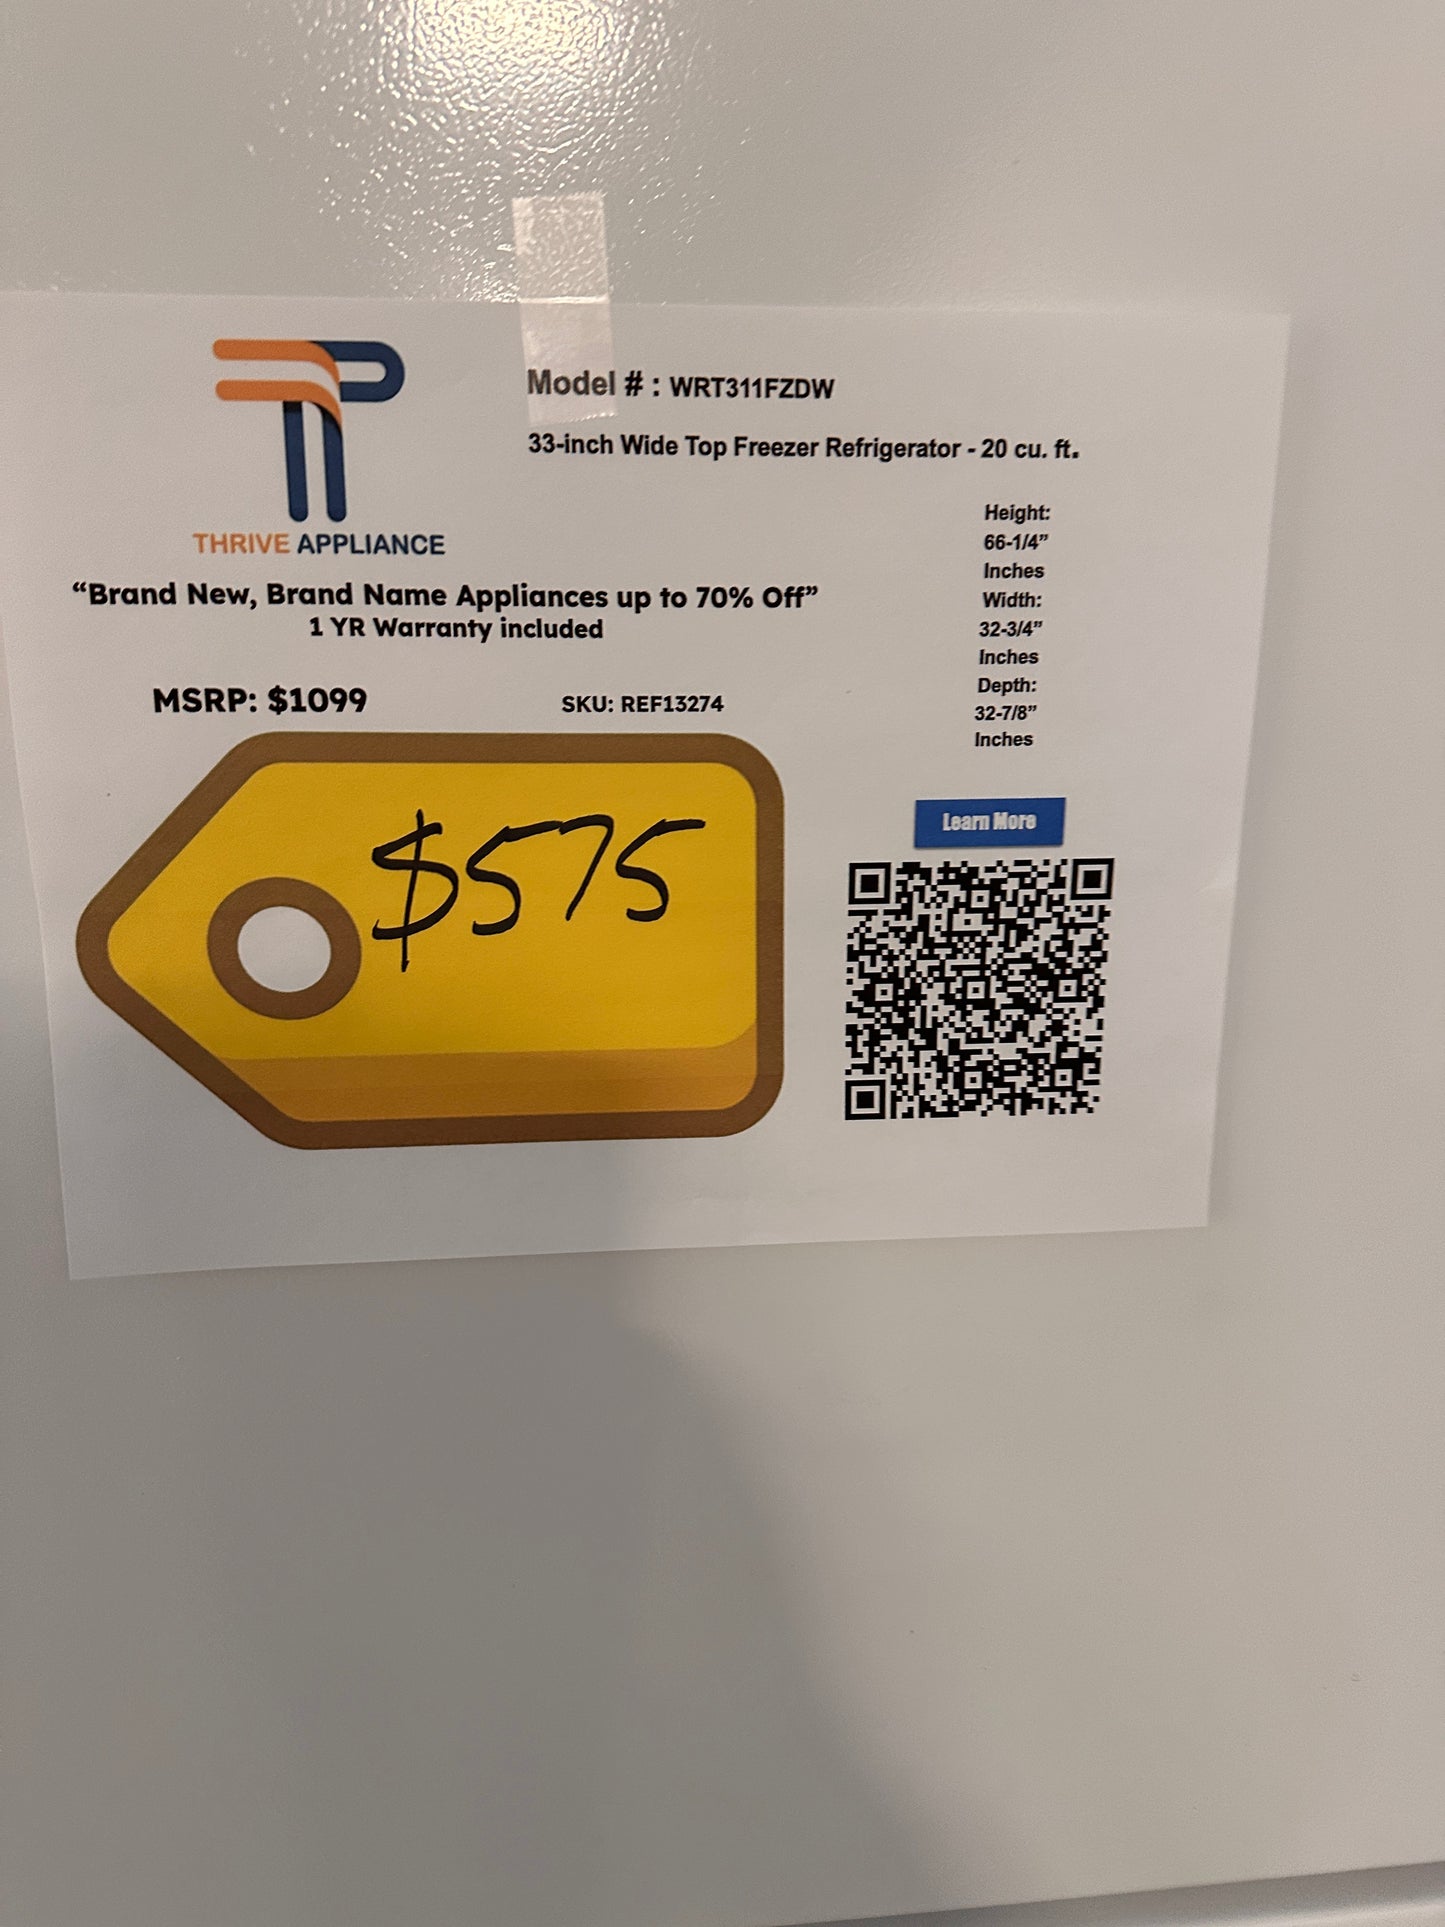 Model # : WRT311FZDW
33-inch Wide Top Freezer Refrigerator - 20 cu. ft.
THRIVE APPLIANCE
“Brand New, Brand Name Appliances up to 70% Off”
1 YR Warranty included
MSRP: $1099
SKU: REF13274
$575
Height:
66-1/4”
Inches
Width:
32-3/4”
Inches
Depth:
32-7/8”
Inches
Learn More